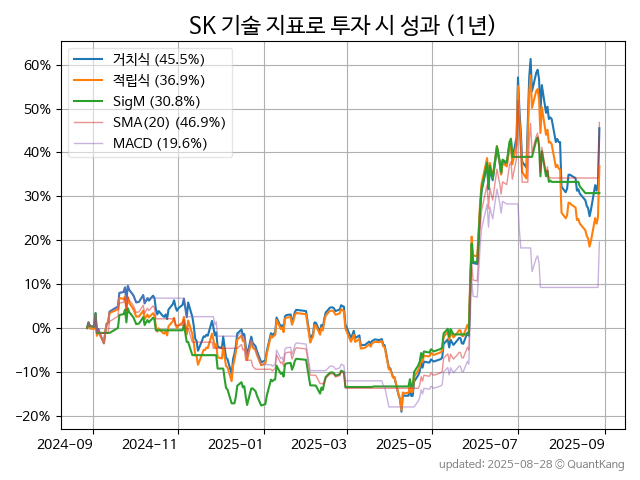 SK 기술 지표로 투자 시 성과 (1년)
거치식 (45.5%)
적립식 (36.9%)
SigM (30.8%)
SMA(20) (46.9%)
MACD (19.6%)
60%
50%
40%
30%
20%
10%
0%
−10%
−20%
2024-09 2024-11 2025-01 2025-03 2025-05 2025-07 2025-09
updated: 2025-08-28 ⓒ QuantKang